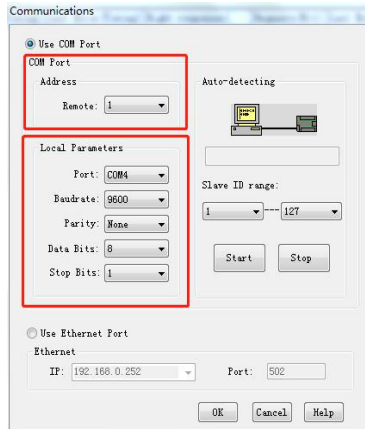 Communications
Use COM Port
COM Port
Address
Remote: 1
Local Parameters
Port: COM4
Baudrate: 9600
Parity: None
Data Bits: 8
Stop Bits: 1
Auto-detecting
Slave ID range:
1 --- 127
Start Stop
Use Ethernet Port
Ethernet
IP: 192.168.0.252 Port: 502
OK Cancel Help